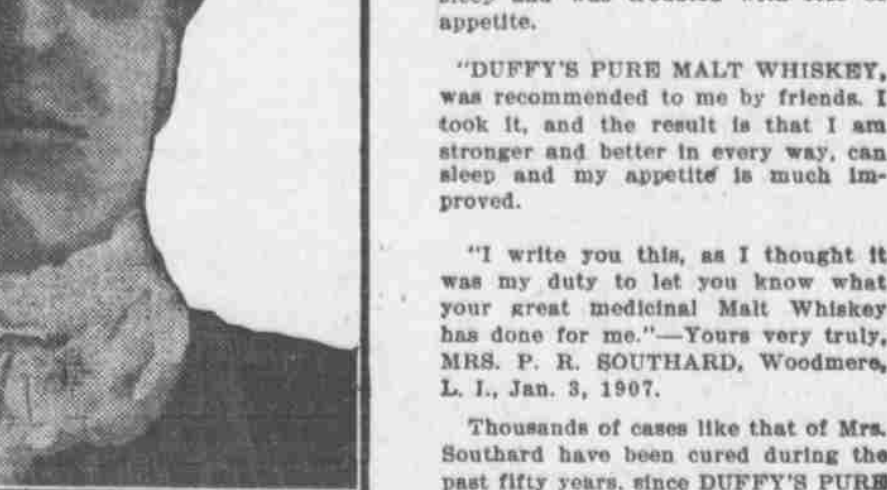 appetite.
"DUFFY'S PURE MALT WHISKEY,
was recommended to me by friends. I
took it, and the result is that I am
stronger and better in every way, can
sleep and my appetite is much im-
proved.
"I write you this, as I thought it
was my duty to let you know what
your great medicinal Malt Whiskey
has done for me."—Yours very truly,
MRS. P. R. SOUTHARD, Woodmere,
L. I., Jan. 3, 1907.
Thousands of cases like that of Mrs.
Southard have been cured during the
past fifty years, since DUFFY'S PURE